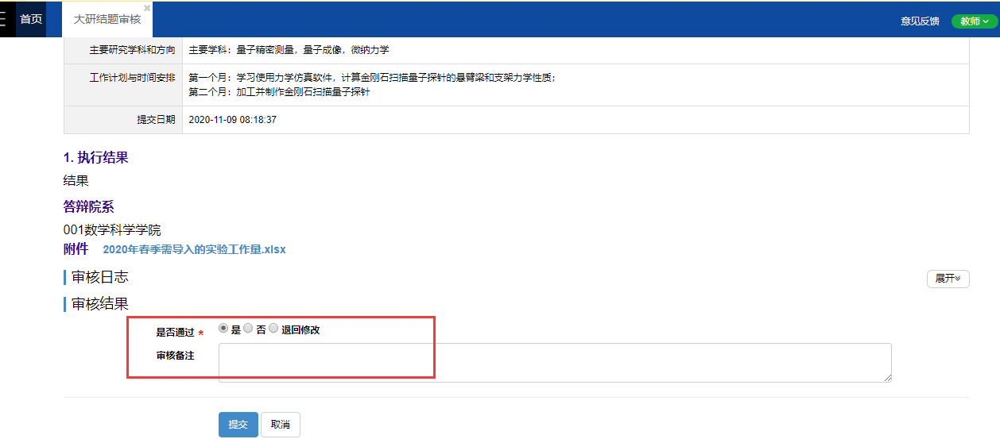 首页
大研结题审核
意见反馈
教师
主要研究学科和方向
主要学科：量子精密测量，量子成像，微纳力学
工作计划与时间安排
第一个月：学习使用力学仿真软件，计算金刚石扫描量子探针的悬臂梁和支架力学性质；
第二个月：加工并制作金刚石扫描量子探针
提交日期
2020-11-09 08:18:37
1. 执行结果
结果
答辩院系
001数学科学学院
附件 2020年春季需导入的实验工作量.xlsx
审核日志
展开
审核结果
是否通过 * 是 否 退回修改
审核备注
提交 取消